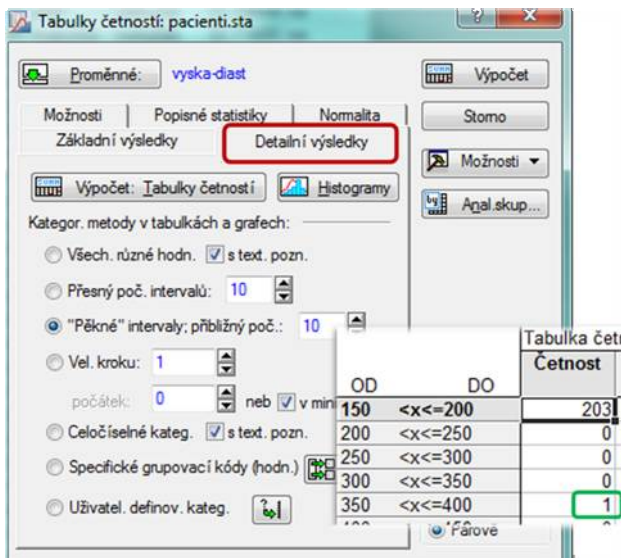 Tabulky četností: pacienti.sta
Proměnné: vyska-diast
Výpočet
Možnosti Popisné statistiky Normalita
Storno
Základní výsledky Detailní výsledky
Možnosti
Výpočet: Tabulky četností Histogramy
Anal.skup...
Kategor. metody v tabulkách a grafech:
Všech. různé hodn. s text. pozn.
Přesný poč. intervalů: 10
"Pěkné" intervaly; přibližný poč.: 10
Vel. kroku: 1
počátek: 0 neb v min
Celočíselné kateg. s text. pozn.
Specifické grupovací kódy (hodn.)
Uživatel. definov. kateg.
Tabulka čet
Četnost
OD DO
150 <x<=200 203
200 <x<=250 0
250 <x<=300 0
300 <x<=350 0
350 <x<=400 1
Párově